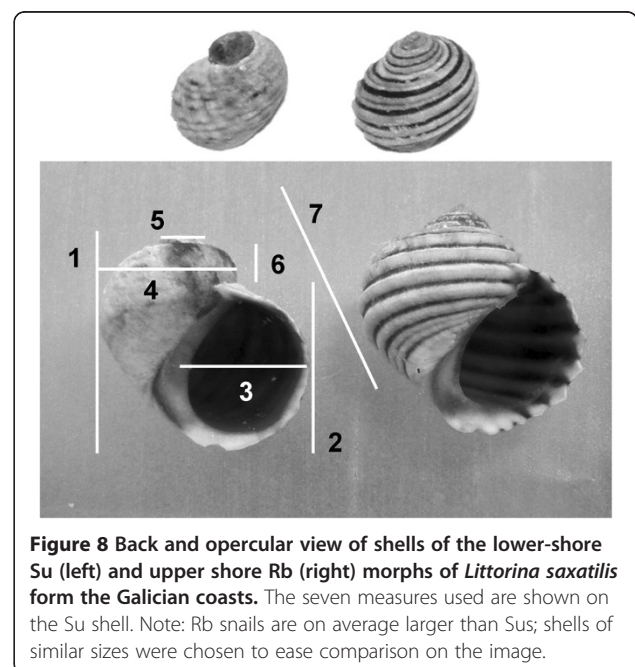 5
7
1
6
4
3
2
Figure 8 Back and opercular view of shells of the lower-shore
Su (left) and upper shore Rb (right) morphs of Littorina saxatilis
form the Galician coasts. The seven measures used are shown on
the Su shell. Note: Rb snails are on average larger than Sus; shells of
similar sizes were chosen to ease comparison on the image.